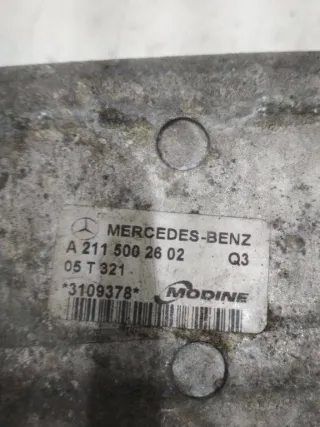 MERCEDES-BENZ
A 211 500 26 02 Q3
05 T 321
*3109378* MODINE